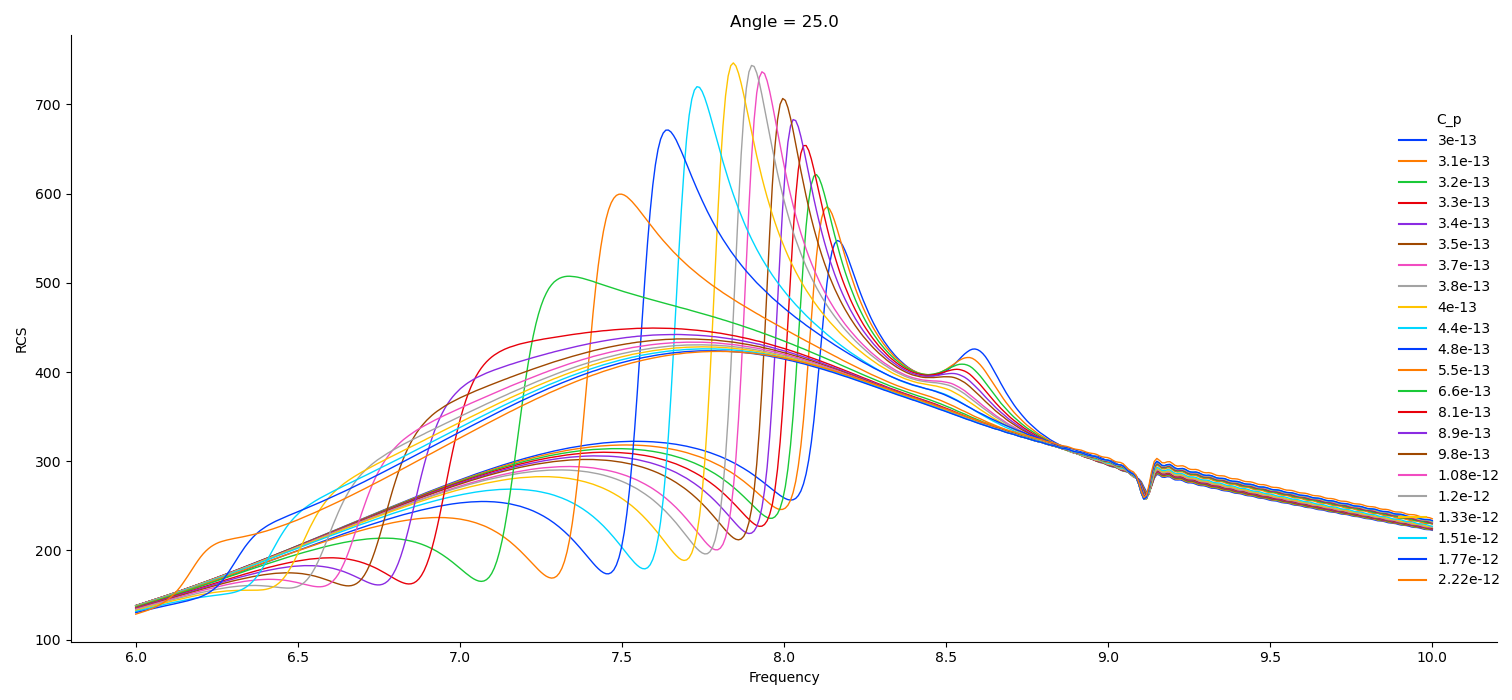 Angle = 25.0
RCS
700
600
500
400
300
200
100
6.0 6.5 7.0 7.5 8.0 8.5 9.0 9.5 10.0
Frequency
C_p
3e-13
3.1e-13
3.2e-13
3.3e-13
3.4e-13
3.5e-13
3.7e-13
3.8e-13
4e-13
4.4e-13
4.8e-13
5.5e-13
6.6e-13
8.1e-13
8.9e-13
9.8e-13
1.08e-12
1.2e-12
1.33e-12
1.51e-12
1.77e-12
2.22e-12